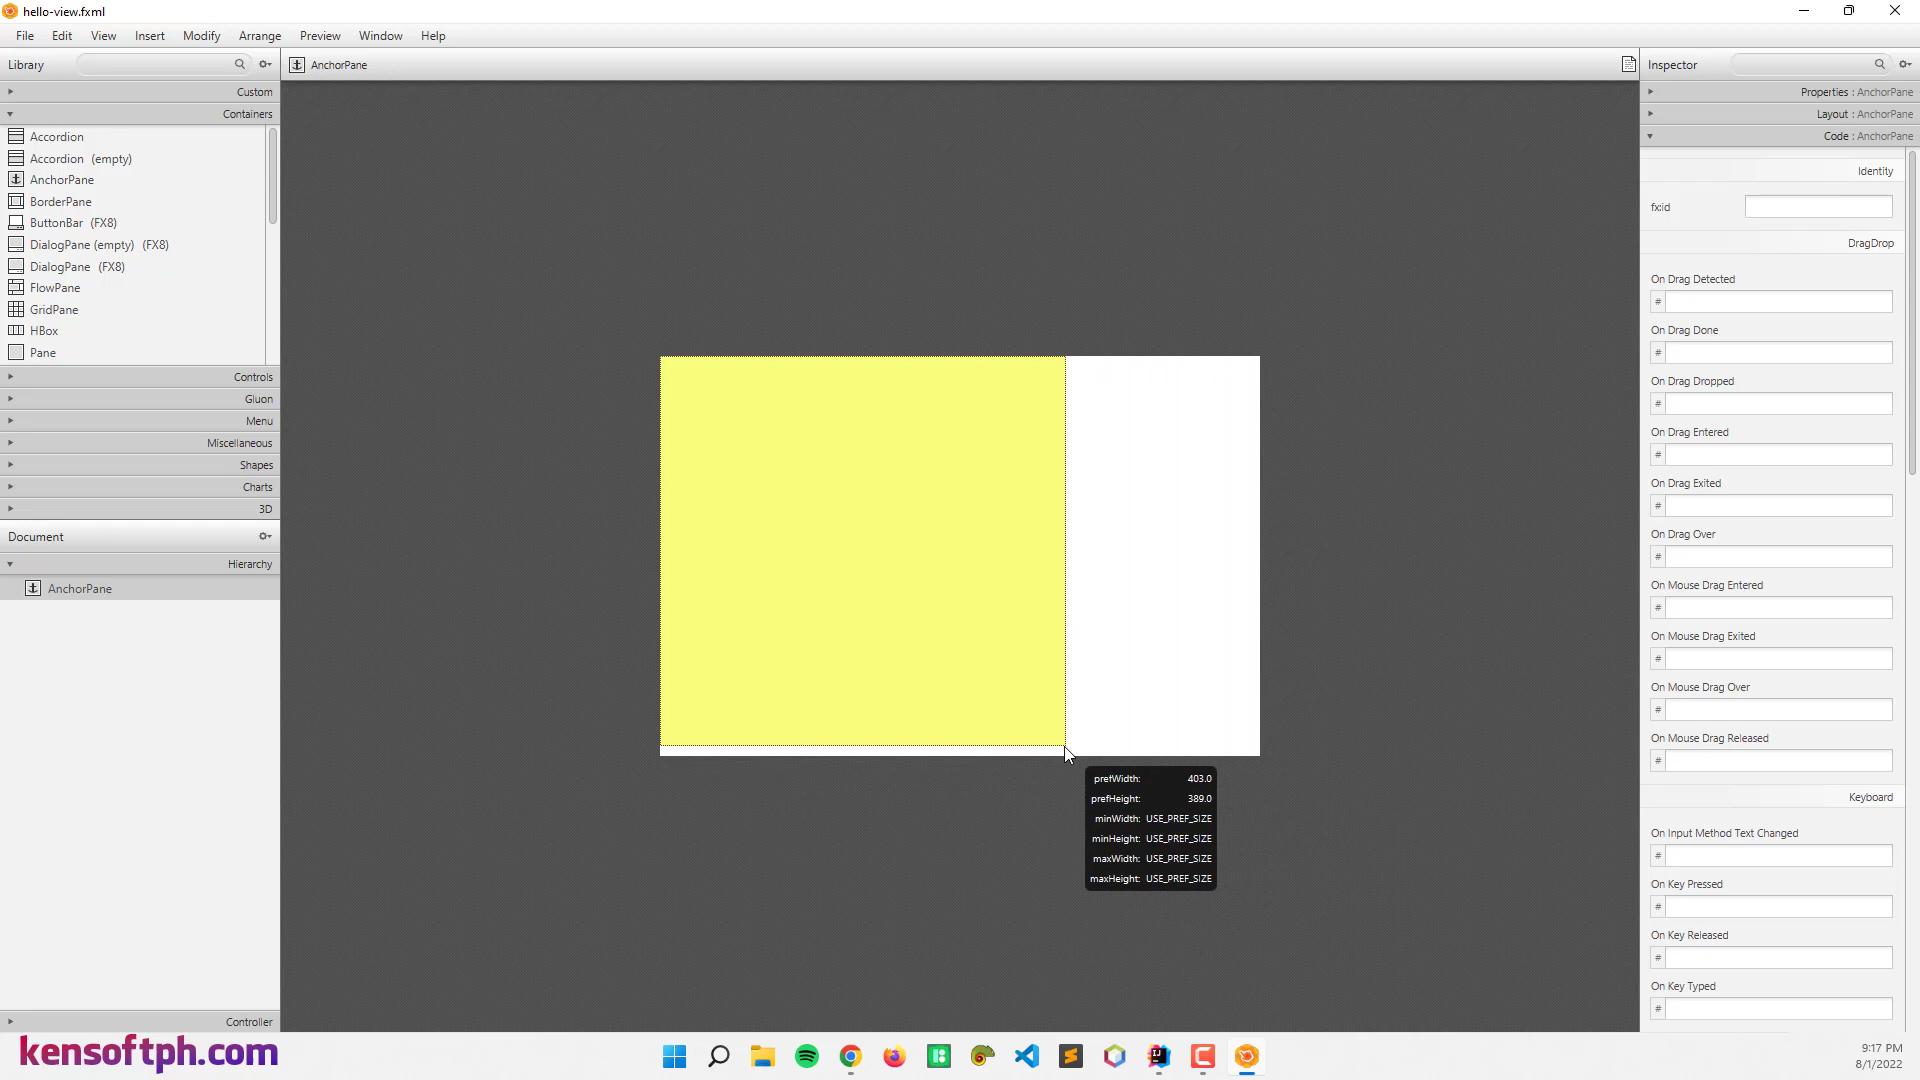 hello-view.fxml
File Edit View Insert Modify Arrange Preview Window Help
Library
Custom
Containers
Accordion
Accordion (empty)
AnchorPane
BorderPane
ButtonBar (FX8)
DialogPane (empty) (FX8)
DialogPane (FX8)
FlowPane
GridPane
HBox
Pane
Controls
Gluon
Menu
Miscellaneous
Shapes
Charts
3D
Document
Hierarchy
AnchorPane
Controller
AnchorPane
prefWidth: 403.0
prefHeight: 389.0
minWidth: USE_PREF_SIZE
minHeight: USE_PREF_SIZE
maxWidth: USE_PREF_SIZE
maxHeight: USE_PREF_SIZE
Inspector
Properties : AnchorPane
Layout : AnchorPane
Code : AnchorPane
Identity
fx:id
DragDrop
On Drag Detected
#
On Drag Done
#
On Drag Dropped
#
On Drag Entered
#
On Drag Exited
#
On Drag Over
#
On Mouse Drag Entered
#
On Mouse Drag Exited
#
On Mouse Drag Over
#
On Mouse Drag Released
#
Keyboard
On Input Method Text Changed
#
On Key Pressed
#
On Key Released
#
On Key Typed
#
kensoftph.com
9:17 PM
8/1/2022